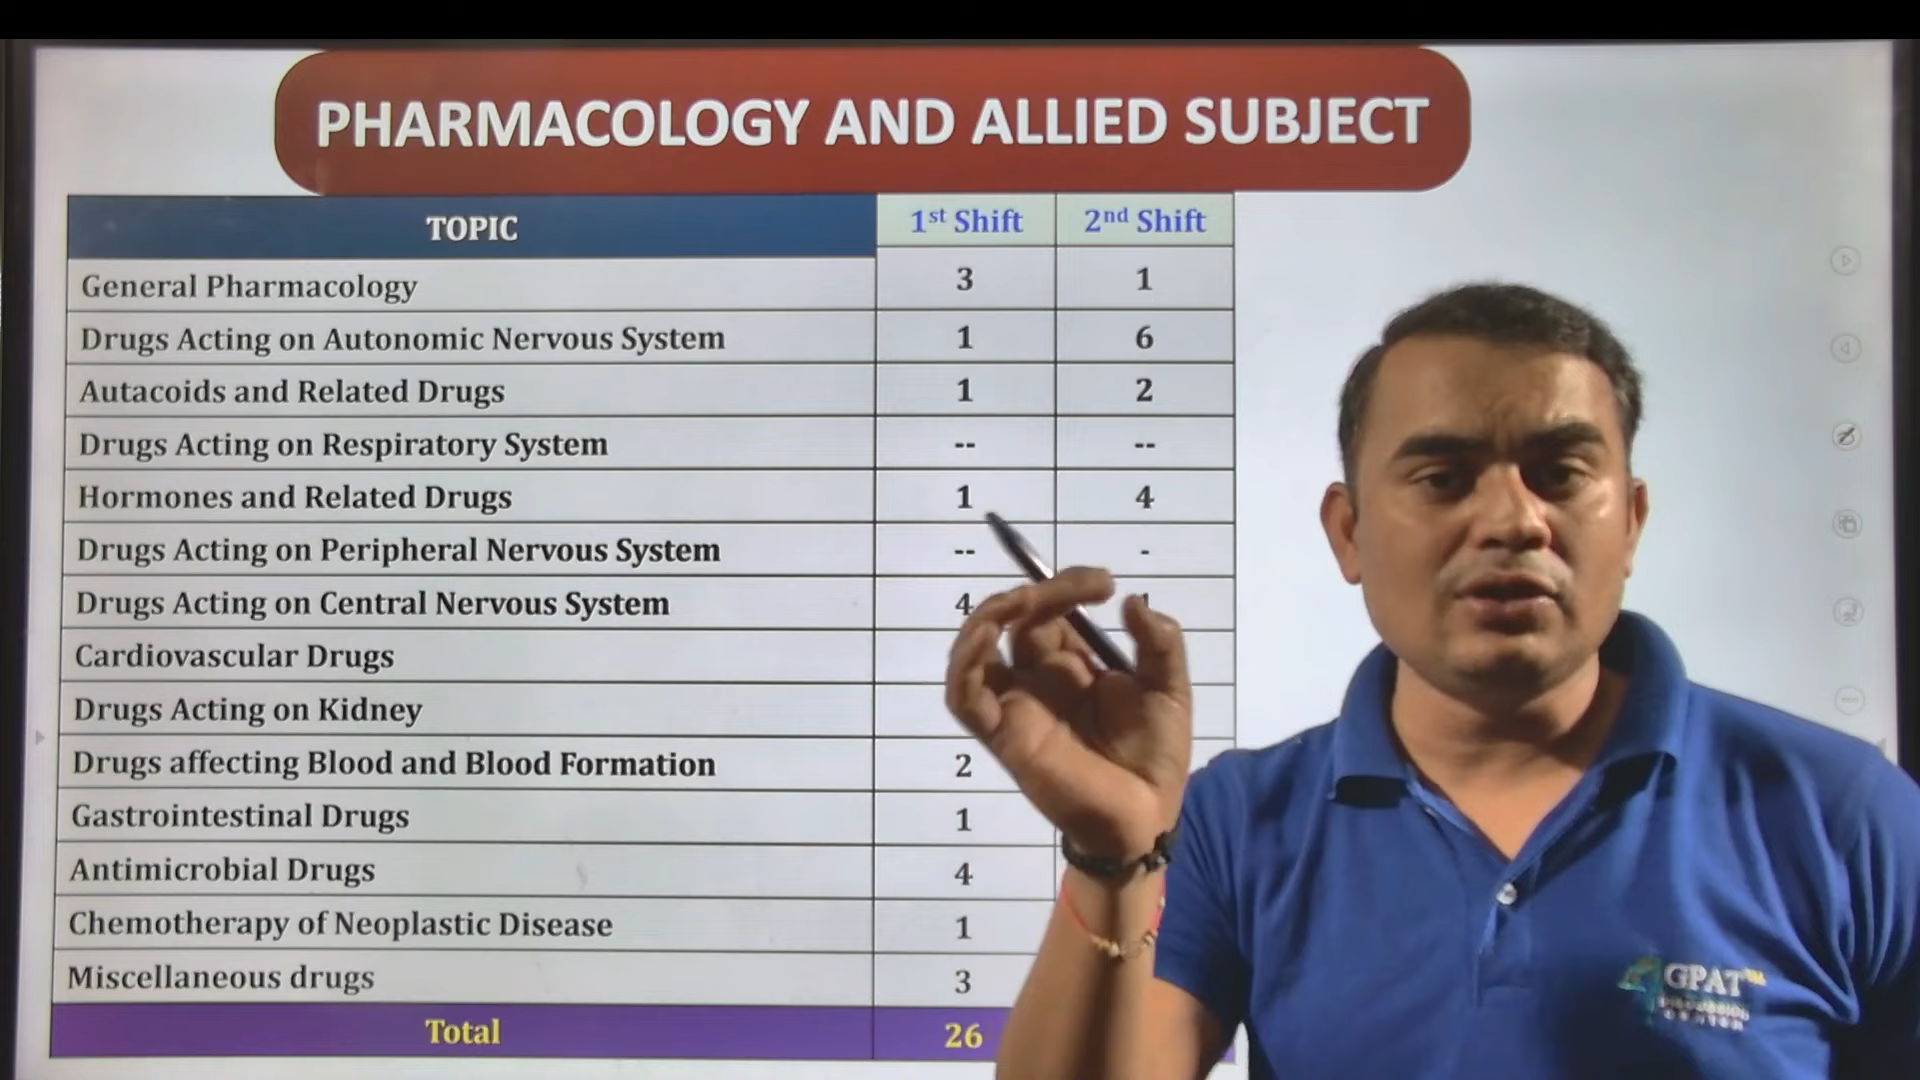 PHARMACOLOGY AND ALLIED SUBJECT
TOPIC 1st Shift 2nd Shift
General Pharmacology 3 1
Drugs Acting on Autonomic Nervous System 1 6
Autacoids and Related Drugs 1 2
Drugs Acting on Respiratory System -- --
Hormones and Related Drugs 1 4
Drugs Acting on Peripheral Nervous System -- -
Drugs Acting on Central Nervous System 4
Cardiovascular Drugs
Drugs Acting on Kidney
Drugs affecting Blood and Blood Formation 2
Gastrointestinal Drugs 1
Antimicrobial Drugs 4
Chemotherapy of Neoplastic Disease 1
Miscellaneous drugs 3
Total 26
GPAT